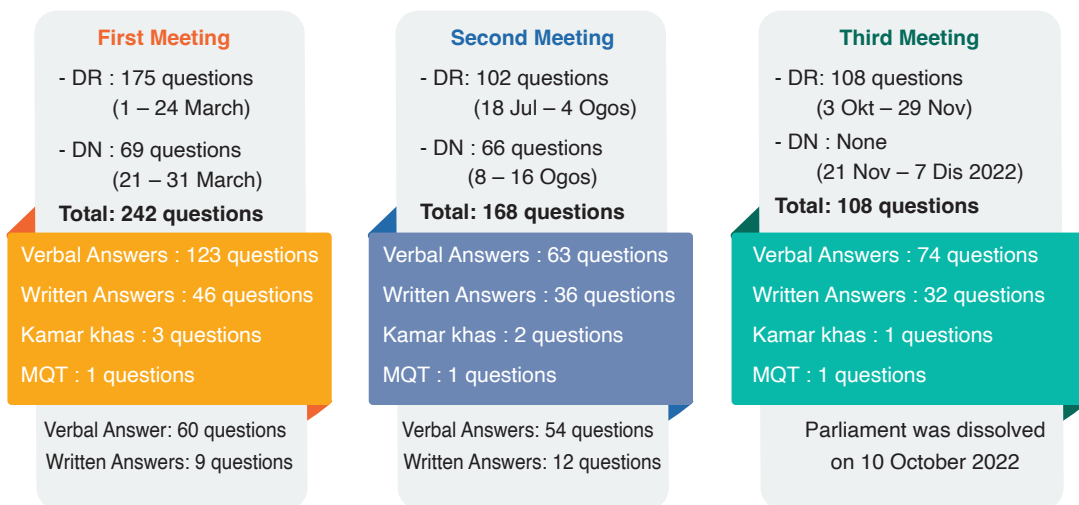 First Meeting
- DR : 175 questions
(1 – 24 March)
- DN : 69 questions
(21 – 31 March)
Total: 242 questions
Verbal Answers : 123 questions
Written Answers : 46 questions
Kamar khas : 3 questions
MQT : 1 questions
Verbal Answer: 60 questions
Written Answers: 9 questions
Second Meeting
- DR: 102 questions
(18 Jul – 4 Ogos)
- DN : 66 questions
(8 – 16 Ogos)
Total: 168 questions
Verbal Answers : 63 questions
Written Answers : 36 questions
Kamar khas : 2 questions
MQT : 1 questions
Verbal Answers: 54 questions
Written Answers: 12 questions
Third Meeting
- DR: 108 questions
(3 Okt – 29 Nov)
- DN : None
(21 Nov – 7 Dis 2022)
Total: 108 questions
Verbal Answers : 74 questions
Written Answers : 32 questions
Kamar khas : 1 questions
MQT : 1 questions
Parliament was dissolved
on 10 October 2022